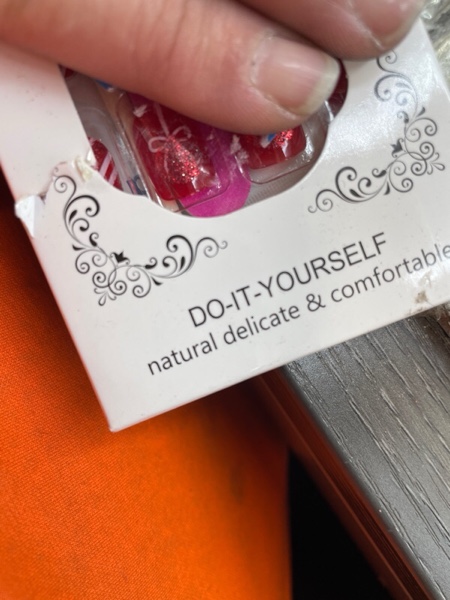 DO-IT-YOURSELF
natural delicate & comfortable